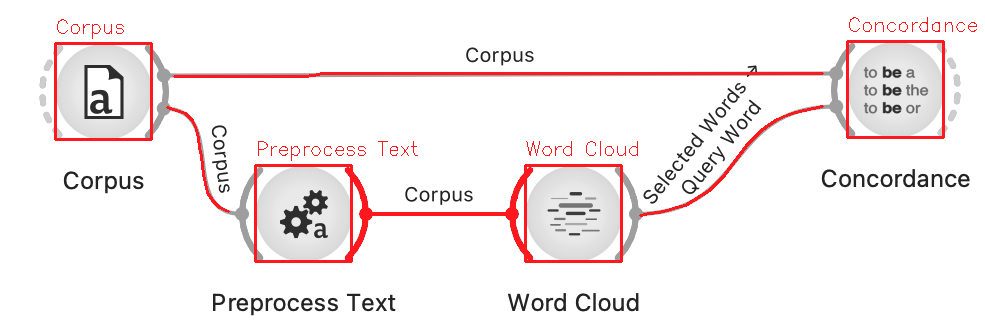 Corpus
Concordance
Corpus
a
to be a
to be the
to be or
Selected Words →
Query Word
Corpus
Corpus
Concordance
Preprocess Text
Word Cloud
Corpus
a
Preprocess Text
Word Cloud